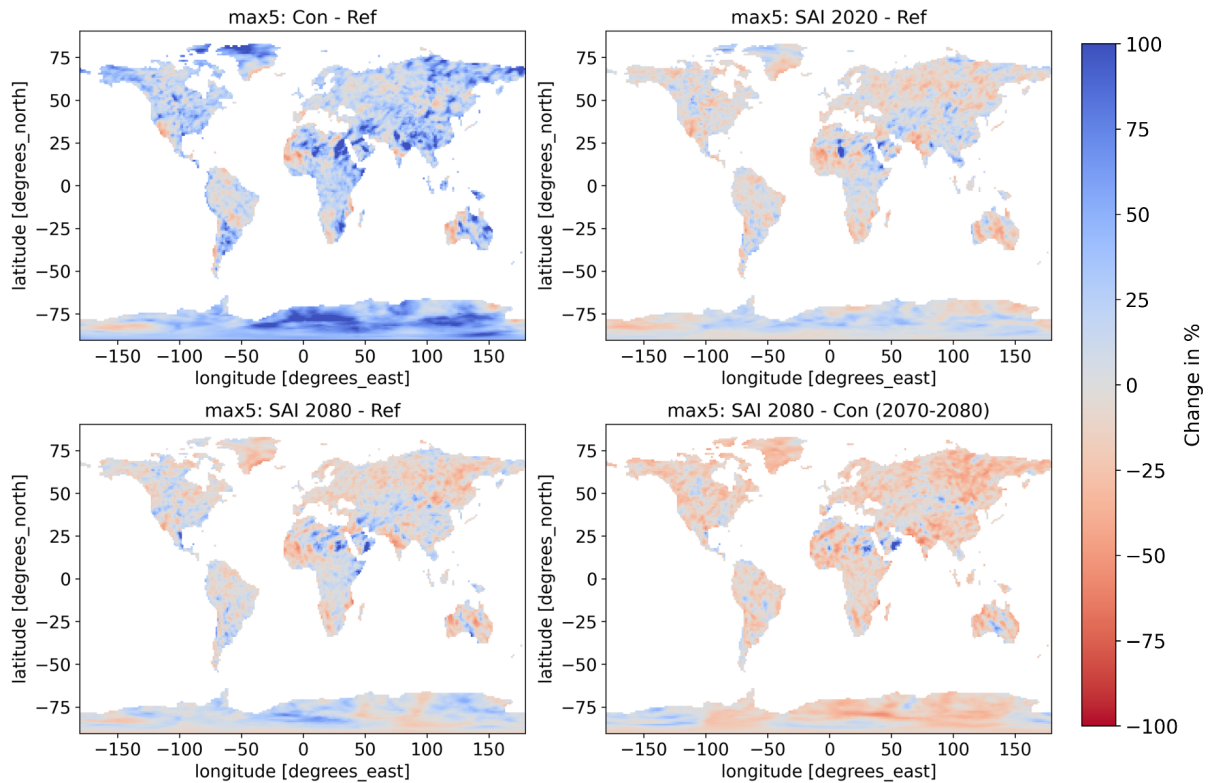 max5: Con - Ref
max5: SAI 2020 - Ref
75
50
25
0
−25
−50
−75
latitude [degrees_north]
−150 −100 −50 0 50 100 150
longitude [degrees_east]
75
50
25
0
−25
−50
−75
latitude [degrees_north]
−150 −100 −50 0 50 100 150
longitude [degrees_east]
max5: SAI 2080 - Ref
max5: SAI 2080 - Con (2070-2080)
75
50
25
0
−25
−50
−75
latitude [degrees_north]
−150 −100 −50 0 50 100 150
longitude [degrees_east]
75
50
25
0
−25
−50
−75
latitude [degrees_north]
−150 −100 −50 0 50 100 150
longitude [degrees_east]
100
75
50
25
0
−25
−50
−75
−100
Change in %